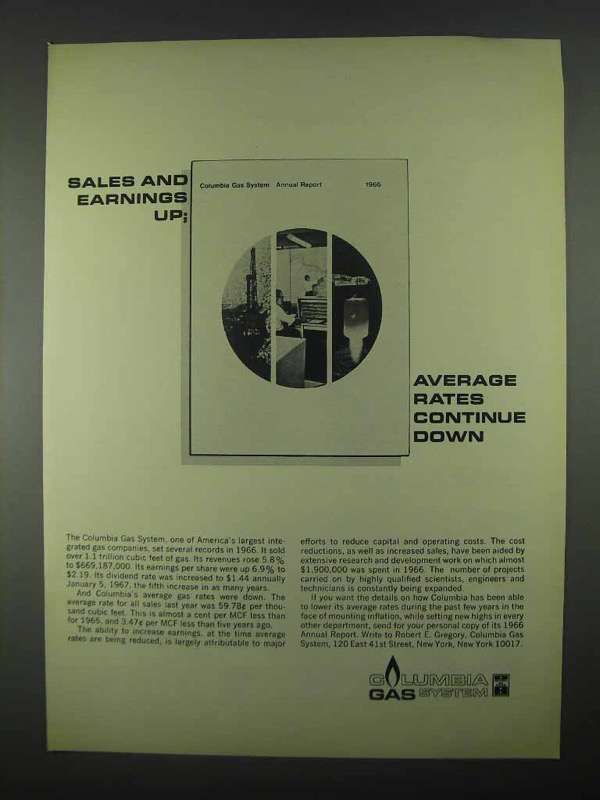 SALES AND
EARNINGS
UP;
Columbia Gas System Annual Report 1966
AVERAGE
RATES
CONTINUE
DOWN
The Columbia Gas System, one of America's largest inte-
grated gas companies, set several records in 1966. It sold
over 1.1 trillion cubic feet of gas. Its revenues rose 5.8%
to $669,187,000. Its earnings per share were up 6.9% to
$2.19. Its dividend rate was increased to $1.44 annually
January 5, 1967, the fifth increase in as many years.
And Columbia's average gas rates were down. The
average rate for all sales last year was 59.78¢ per thou-
sand cubic feet. This is almost a cent per MCF less than
for 1965, and 3.47¢ per MCF less than five years ago.
The ability to increase earnings, at the time average
rates are being reduced, is largely attributable to major
efforts to reduce capital and operating costs. The cost
reductions, as well as increased sales, have been aided by
extensive research and development work on which almost
$1,900,000 was spent in 1966. The number of projects
carried on by highly qualified scientists, engineers and
technicians is constantly being expanded.
If you want the details on how Columbia has been able
to lower its average rates during the past few years in the
face of mounting inflation, while setting new highs in every
other department, send for your personal copy of its 1966
Annual Report. Write to Robert E. Gregory, Columbia Gas
System, 120 East 41st Street, New York, New York 10017.
COLUMBIA
GAS SYSTEM